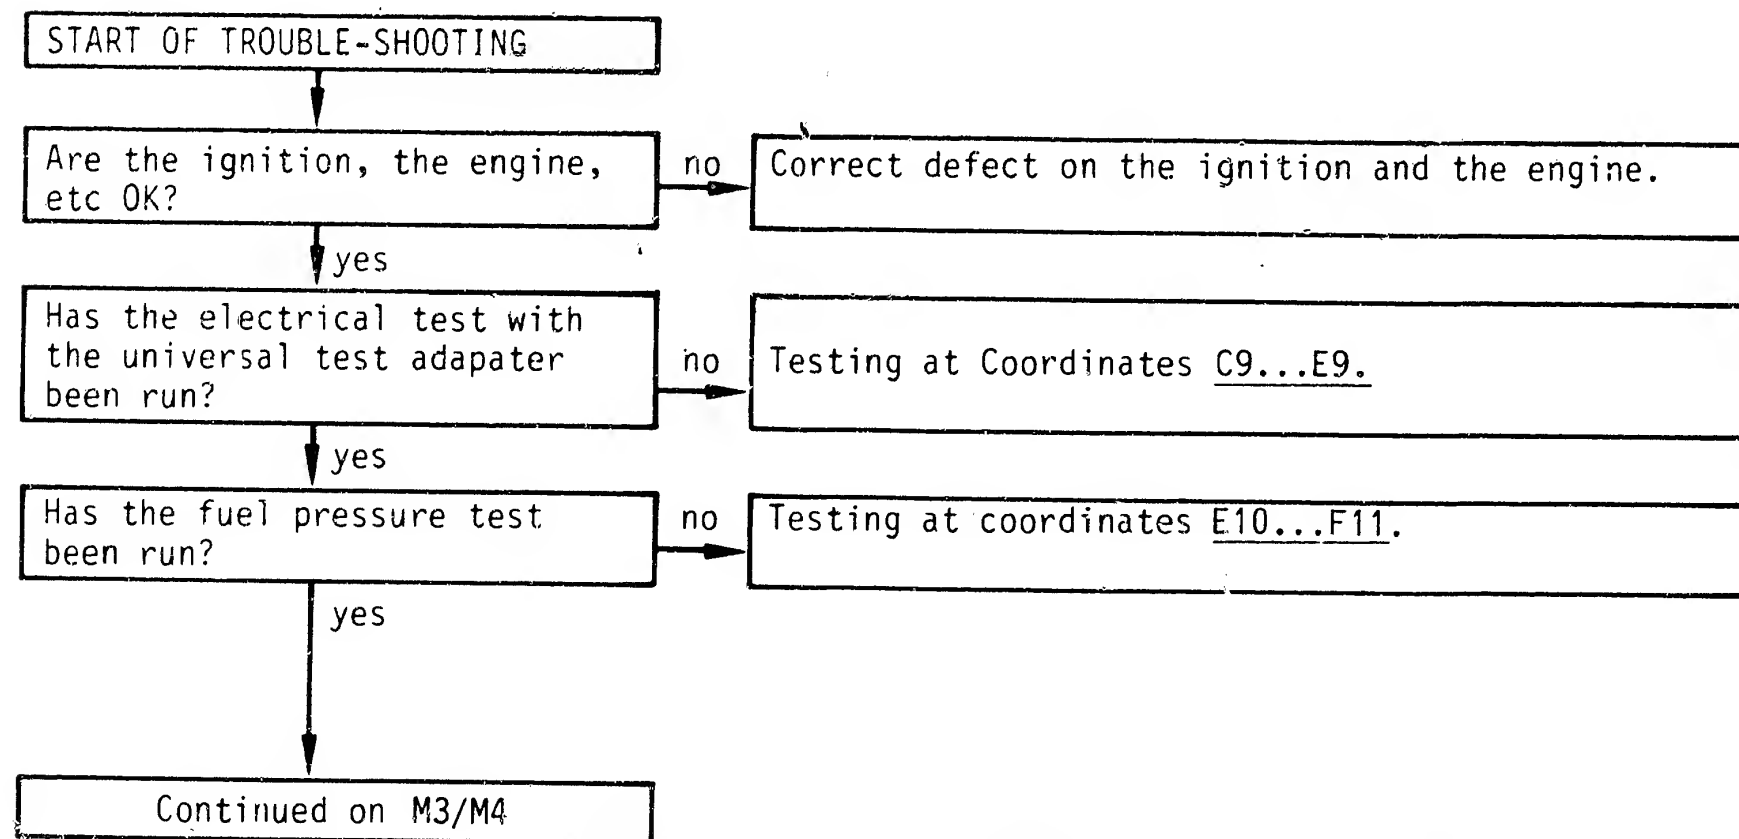 START OF TROUBLE-SHOOTING
Are the ignition, the engine,
etc OK?
no
Correct defect on the ignition and the engine.
yes
Has the electrical test with
the universal test adapater
been run?
no
Testing at Coordinates C9...E9.
yes
Has the fuel pressure test
been run?
no
Testing at coordinates E10...F11.
yes
Continued on M3/M4